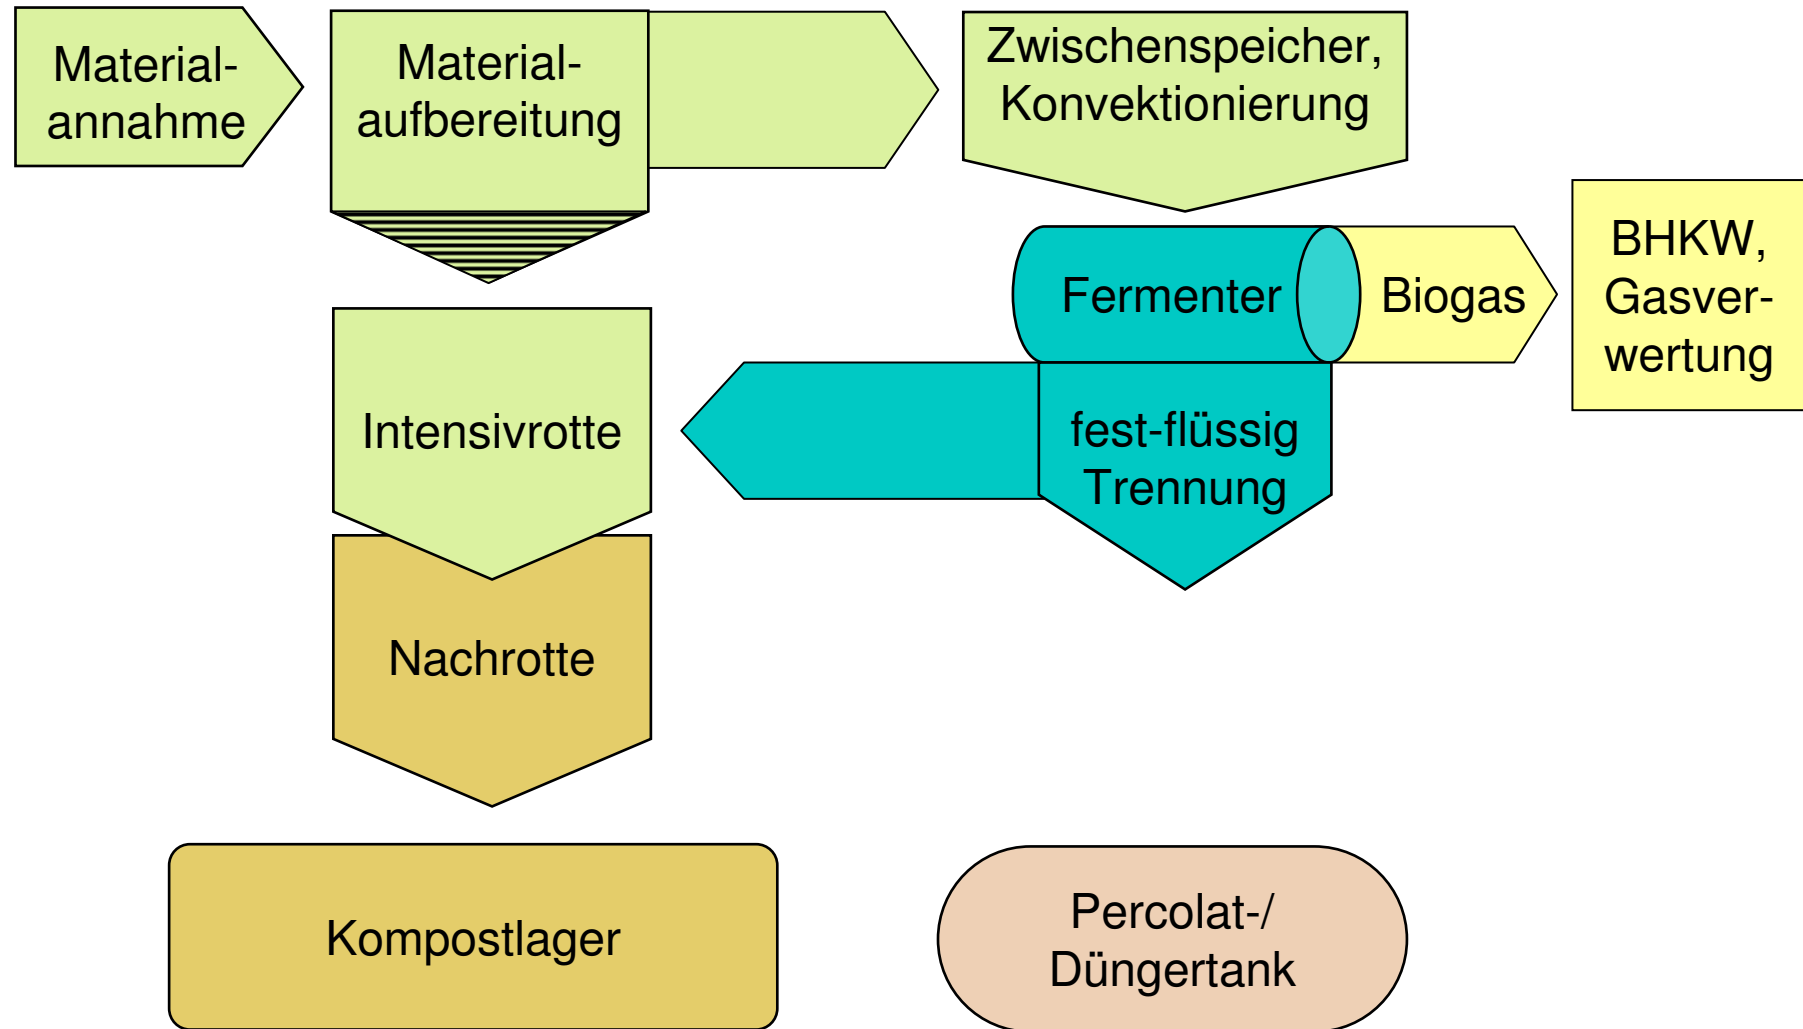 Material-
annahme
Material-
aufbereitung
Zwischenspeicher,
Konvektionierung
Fermenter
Biogas
BHKW,
Gasver-
wertung
Intensivrotte
fest-flüssig
Trennung
Nachrotte
Kompostlager
Percolat-/
Düngertank